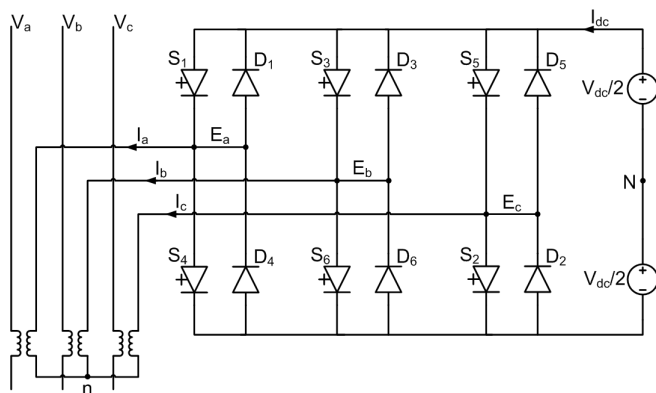 Va Vb Vc
Idc
S1 D1 S3 D3 S5 D5
Vdc/2
+
−
Ia Ea
Ib Eb
N
Ic Ec
S4 D4 S6 D6 S2 D2
Vdc/2
+
−
n